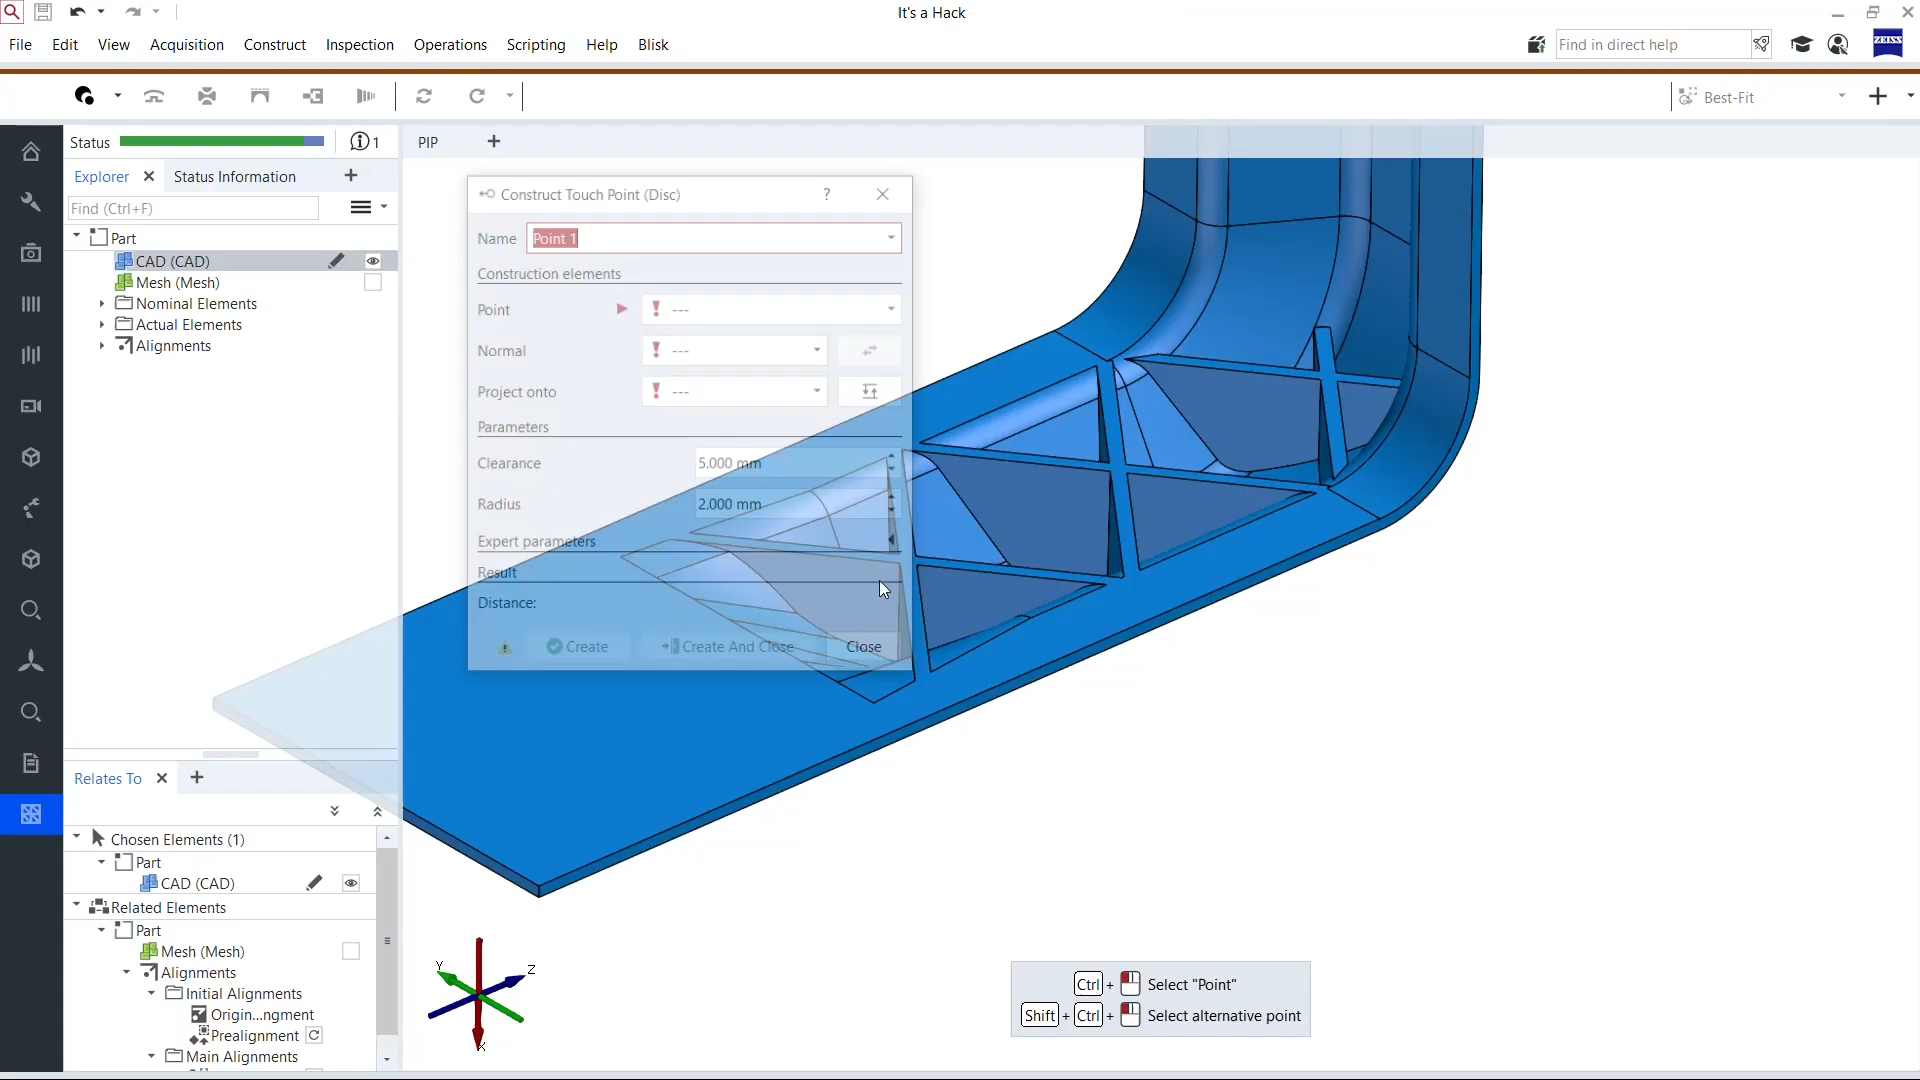 It's a Hack
File Edit View Acquisition Construct Inspection Operations Scripting Help Blisk
Find in direct help
ZEISS
Best-Fit
Status
1
PIP
Explorer
Status Information
Find (Ctrl+F)
Part
CAD (CAD)
Mesh (Mesh)
Nominal Elements
Actual Elements
Alignments
Construct Touch Point (Disc)
?
Name Point 1
Construction elements
Point ---
Normal ---
Project onto ---
Parameters
Clearance 5.000 mm
Radius 2.000 mm
Expert parameters
Result
Distance:
Create
Create And Close
Close
Relates To
Chosen Elements (1)
Part
CAD (CAD)
Related Elements
Part
Mesh (Mesh)
Alignments
Initial Alignments
Origin...ngment
Prealignment
Main Alignments
Y
Z
X
Ctrl + Select "Point"
Shift + Ctrl + Select alternative point